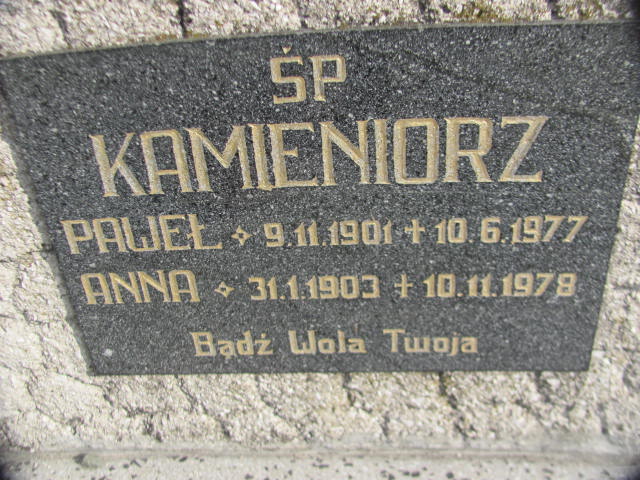 ŚP
KAMIENIORZ
PAWEŁ ✦ 9.11.1901 ✝ 10.6.1977
ANNA ✦ 31.1.1903 ✝ 10.11.1978
Bądź Wola Twoja